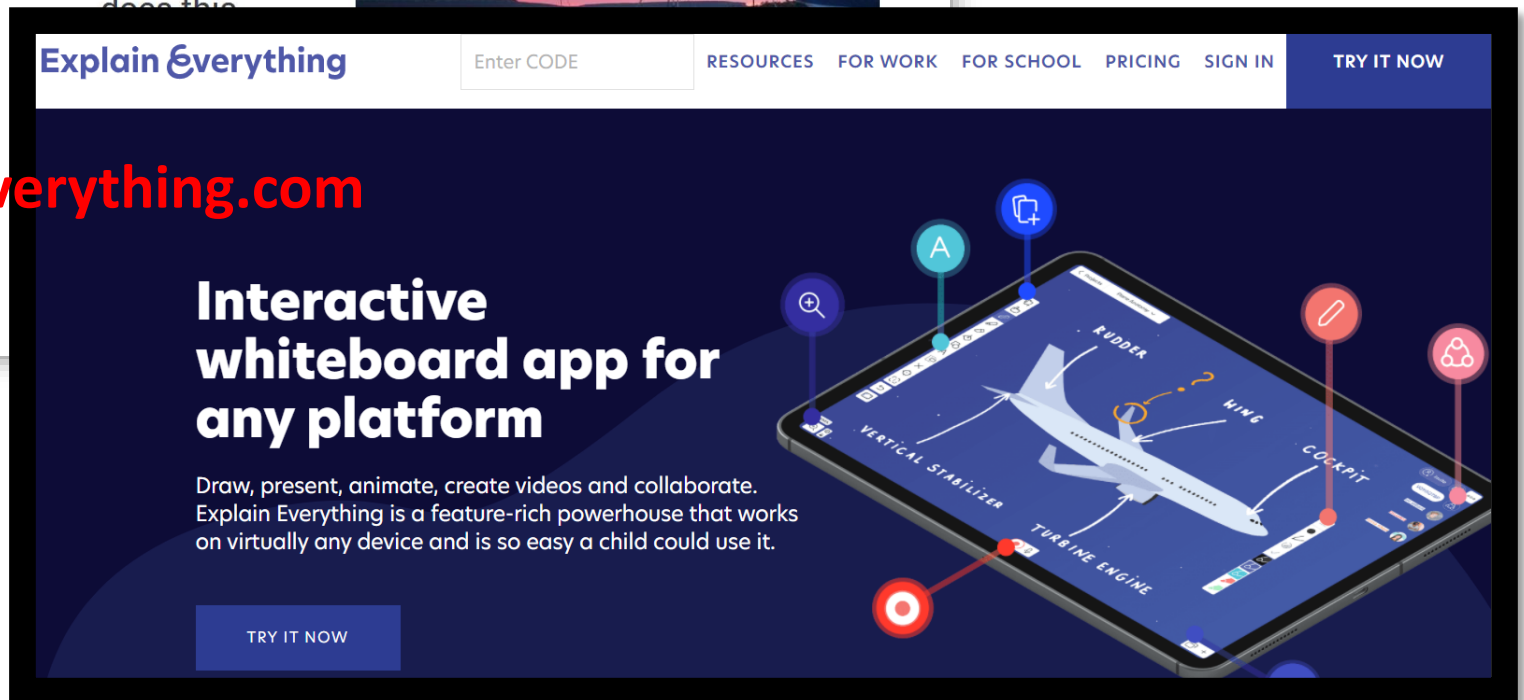 does this
Explain Everything
Enter CODE
RESOURCES
FOR WORK
FOR SCHOOL
PRICING
SIGN IN
TRY IT NOW
verything.com
Interactive
whiteboard app for
any platform
Draw, present, animate, create videos and collaborate.
Explain Everything is a feature-rich powerhouse that works
on virtually any device and is so easy a child could use it.
TRY IT NOW
A
RUDDER
?
WING
COCKPIT
VERTICAL STABILIZER
TURBINE ENGINE